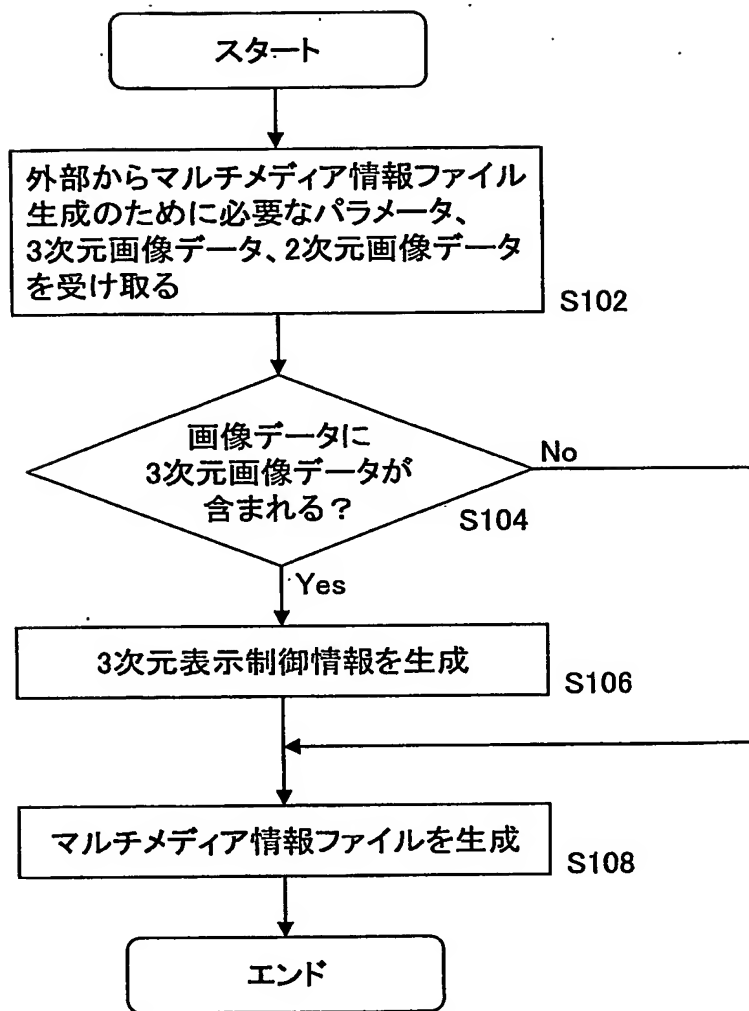 スタート
外部からマルチメディア情報ファイル
生成のために必要なパラメータ、
3次元画像データ、2次元画像データ
を受け取る
S102
画像データに
3次元画像データが
含まれる？
No
S104
Yes
3次元表示制御情報を生成
S106
マルチメディア情報ファイルを生成
S108
エンド